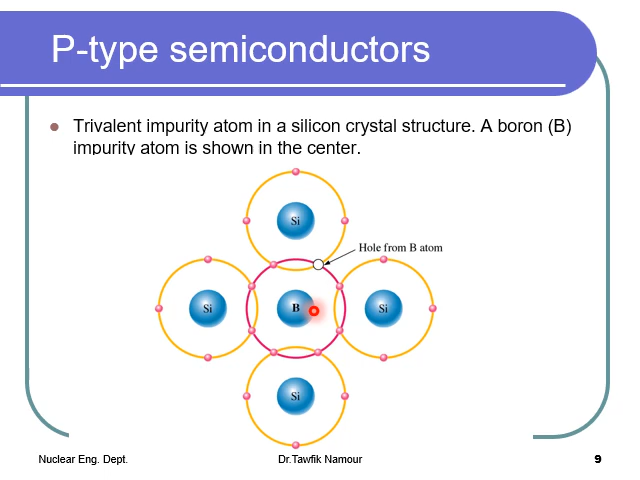 P-type semiconductors
Trivalent impurity atom in a silicon crystal structure. A boron (B)
impurity atom is shown in the center.
Si
Hole from B atom
Si
B
Si
Si
Nuclear Eng. Dept.
Dr.Tawfik Namour
9